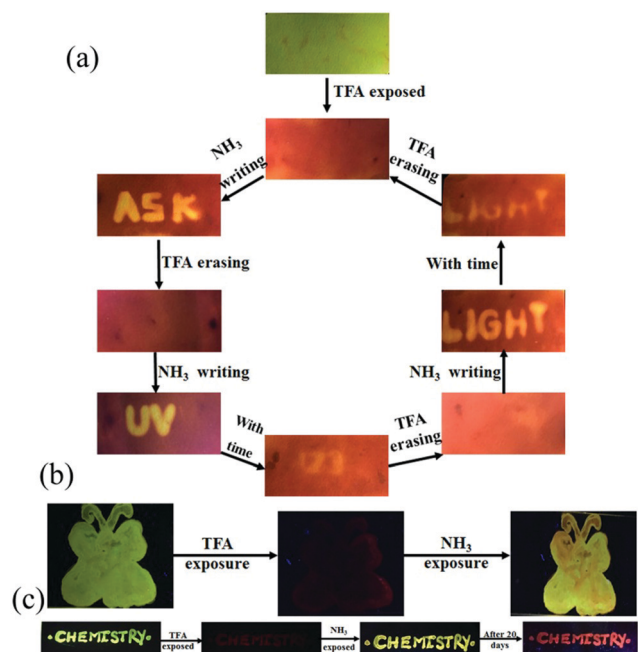 (a)
TFA exposed
NH3
writing
TFA
erasing
ASK
LIGHT
TFA erasing
With time
LIGHT
NH3 writing
NH3 writing
UV
With
time
TFA
erasing
(b)
TFA
exposure
NH3
exposure
(c)
CHEMISTRY
TFA
exposed
CHEMISTRY
NH3
exposed
CHEMISTRY
After 20
days
CHEMISTRY